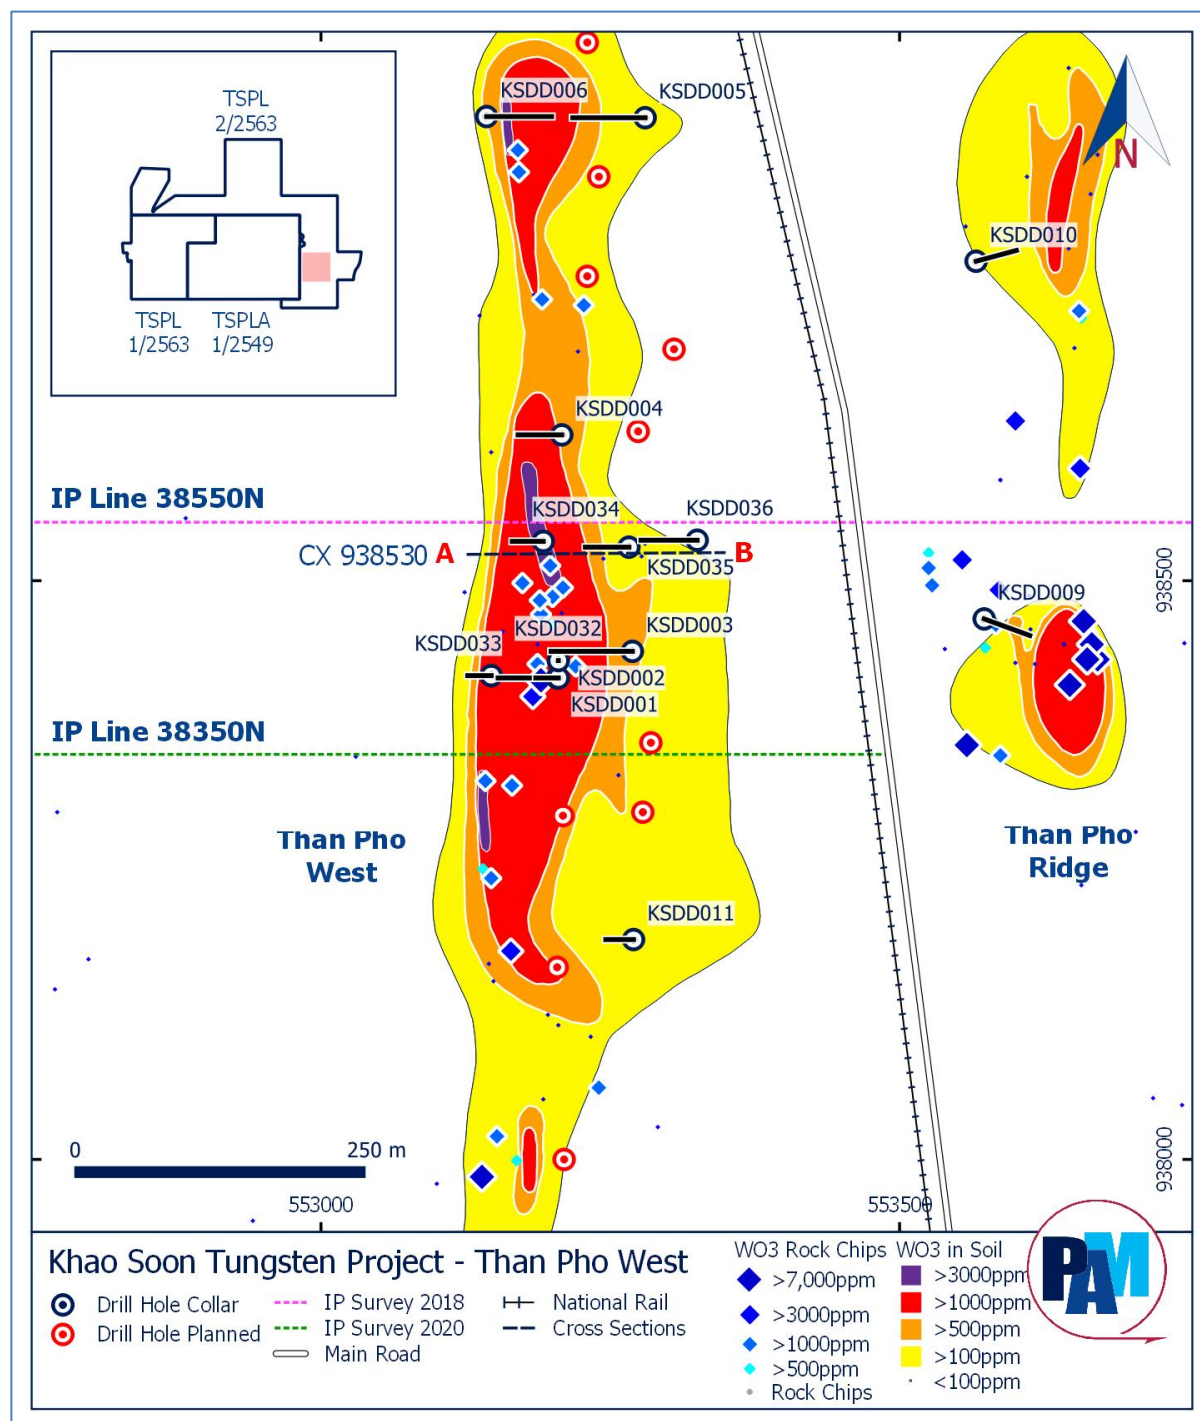 TSPL
2/2563
TSPL
1/2563
TSPLA
1/2549
KSDD006
KSDD005
N
KSDD010
KSDD004
IP Line 38550N
KSDD034
KSDD036
CX 938530
A
B
KSDD035
938500
KSDD009
KSDD032
KSDD003
KSDD033
KSDD002
KSDD001
IP Line 38350N
Than Pho
West
Than Pho
Ridge
KSDD011
0
250 m
938000
553000
553500
Khao Soon Tungsten Project - Than Pho West
Drill Hole Collar
Drill Hole Planned
IP Survey 2018
IP Survey 2020
Main Road
National Rail
Cross Sections
WO3 Rock Chips
>7,000ppm
>3000ppm
>1000ppm
>500ppm
Rock Chips
WO3 in Soil
>3000ppm
>1000ppm
>500ppm
>100ppm
<100ppm
PAM